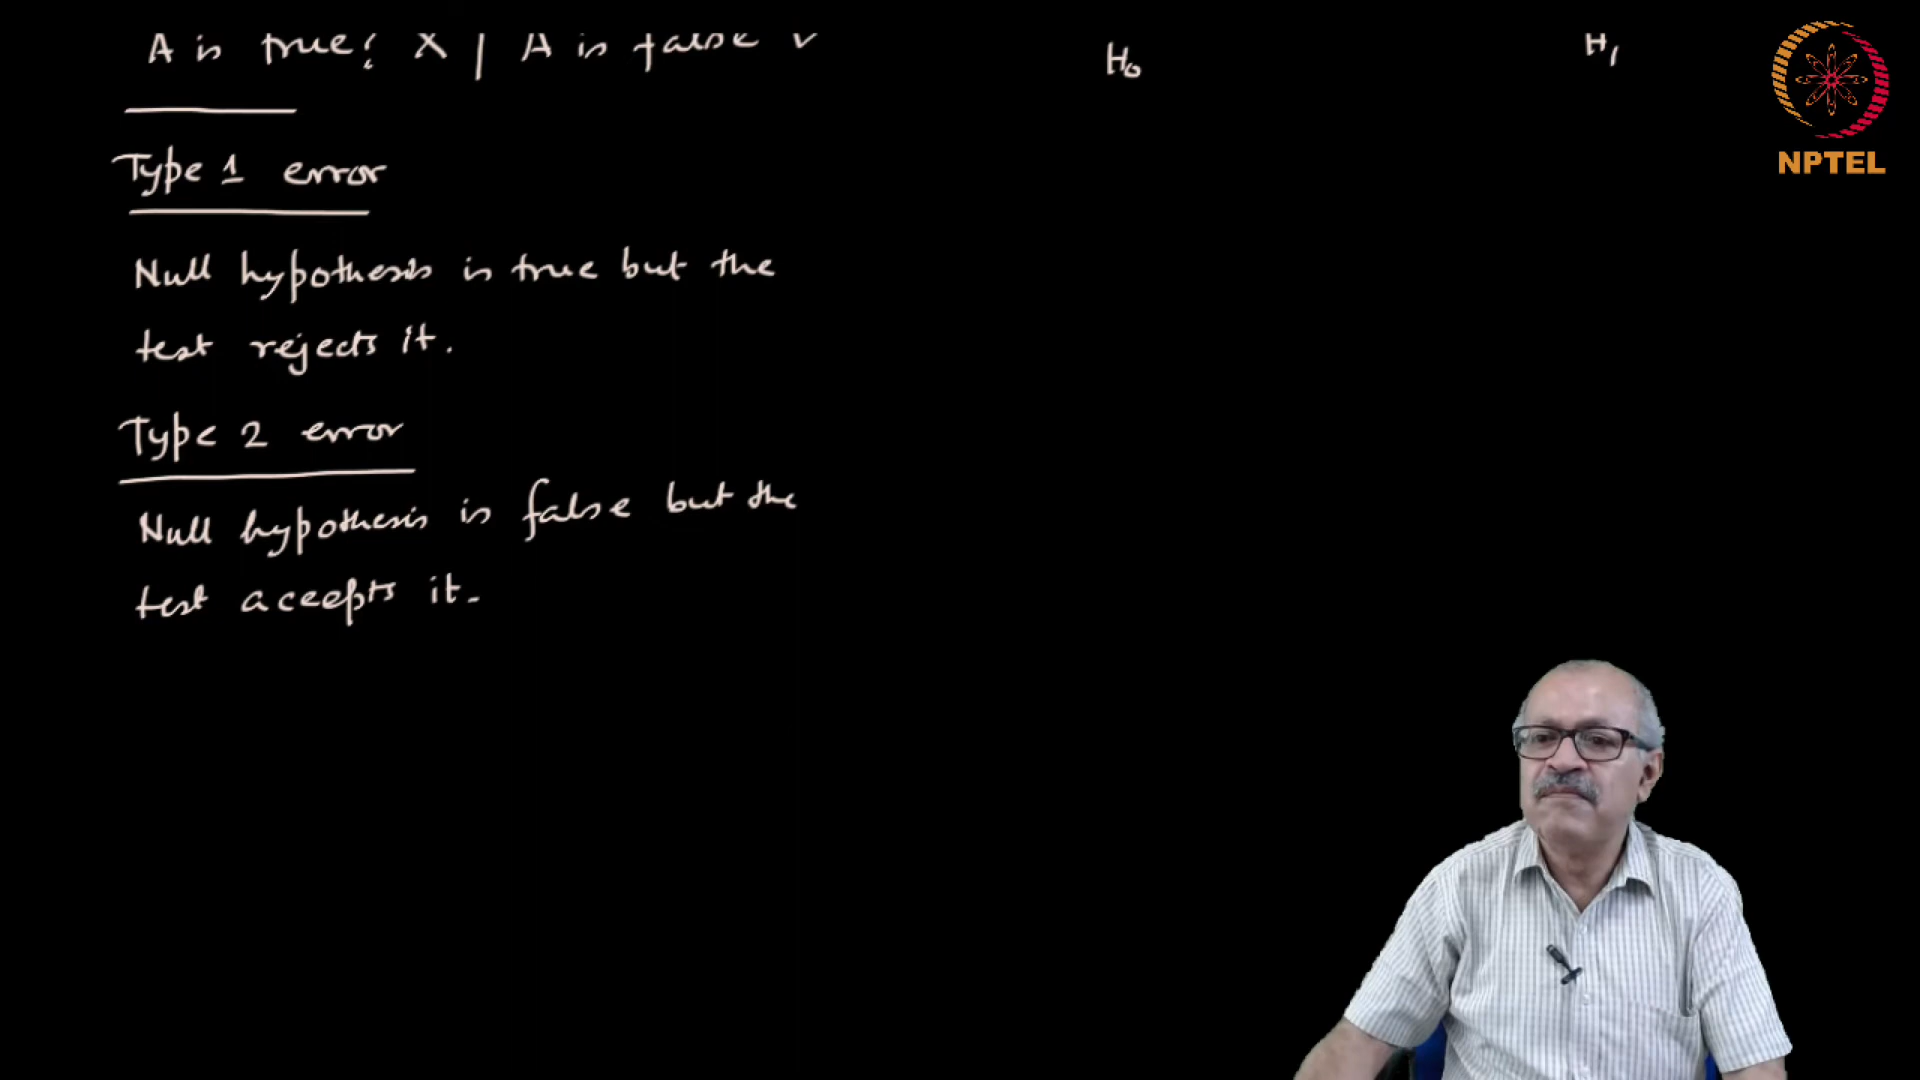 A is true? X | A is false ✓
H₀
H₁
NPTEL
Type 1 error
Null hypothesis is true but the
test rejects it.
Type 2 error
Null hypothesis is false but the
test accepts it.